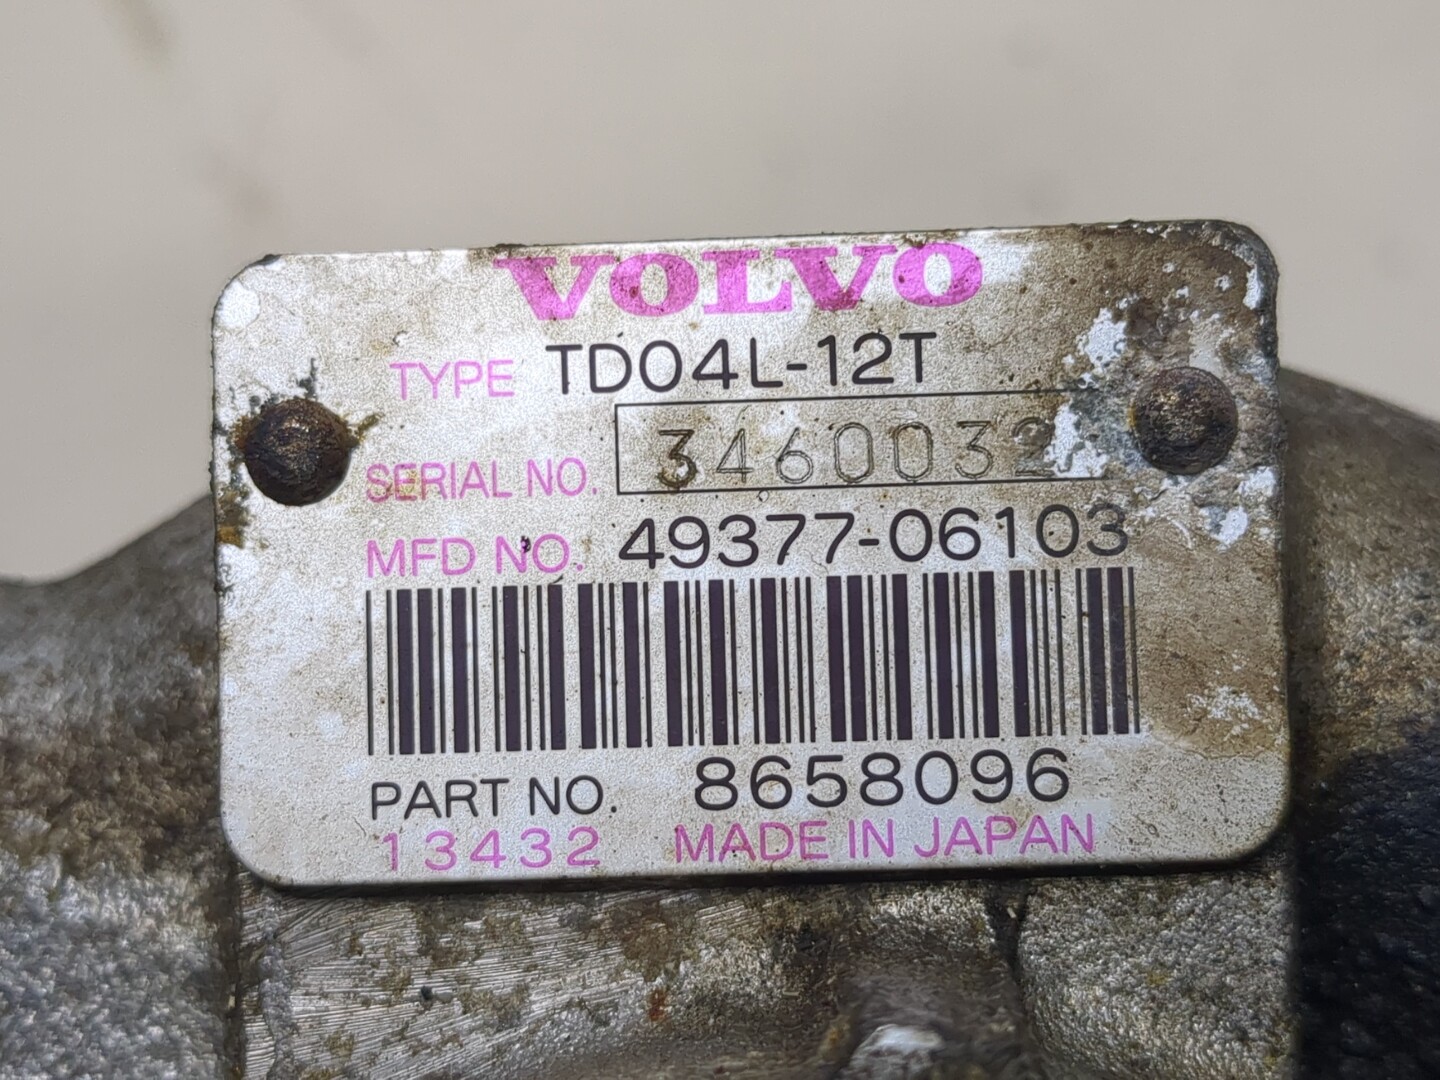 VOLVO
TYPE TD04L-12T
SERIAL NO. 3460032
MFD NO. 49377-06103
PART NO. 8658096
13432 MADE IN JAPAN